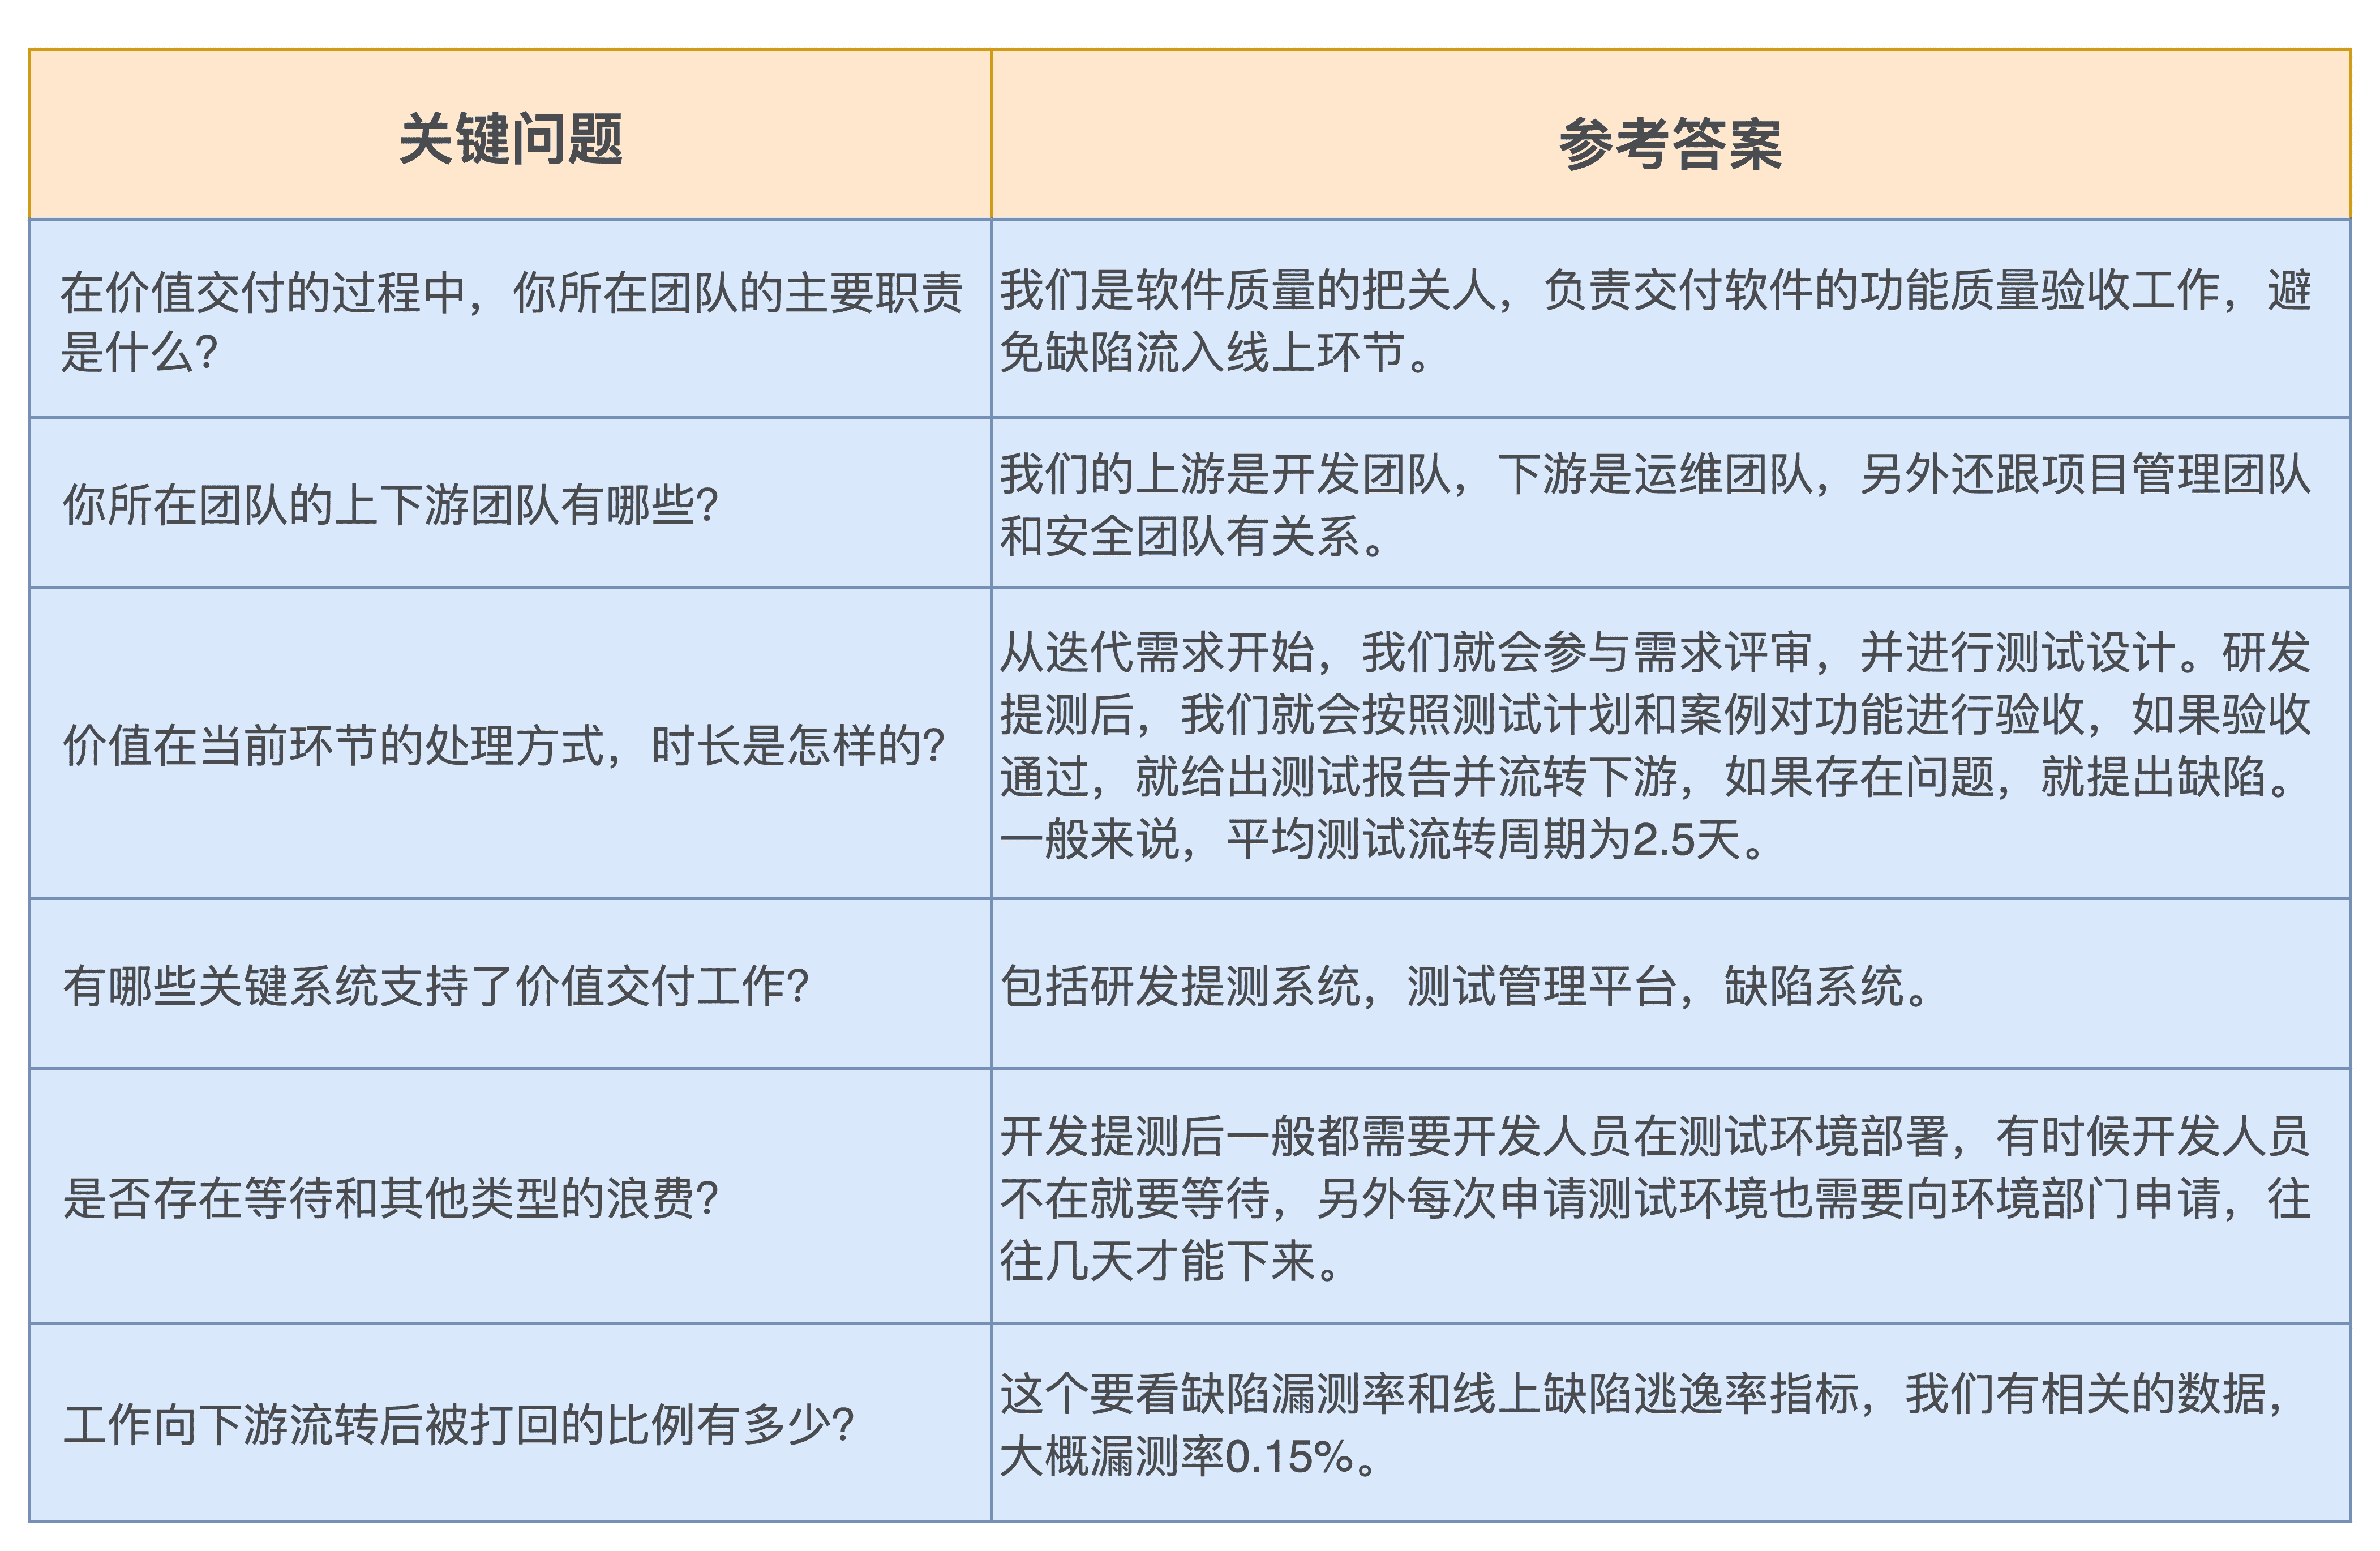 关键问题
参考答案
在价值交付的过程中，你所在团队的主要职责
是什么？
我们是软件质量的把关人，负责交付软件的功能质量验收工作，避
免缺陷流入线上环节。
你所在团队的上下游团队有哪些？
我们的上游是开发团队，下游是运维团队，另外还跟项目管理团队
和安全团队有关系。
价值在当前环节的处理方式，时长是怎样的？
从迭代需求开始，我们就会参与需求评审，并进行测试设计。研发
提测后，我们就会按照测试计划和案例对功能进行验收，如果验收
通过，就给出测试报告并流转下游，如果存在问题，就提出缺陷。
一般来说，平均测试流转周期为2.5天。
有哪些关键系统支持了价值交付工作？
包括研发提测系统，测试管理平台，缺陷系统。
是否存在等待和其他类型的浪费？
开发提测后一般都需要开发人员在测试环境部署，有时候开发人员
不在就要等待，另外每次申请测试环境也需要向环境部门申请，往
往几天才能下来。
工作向下游流转后被打回的比例有多少？
这个要看缺陷漏测率和线上缺陷逃逸率指标，我们有相关的数据，
大概漏测率0.15%。